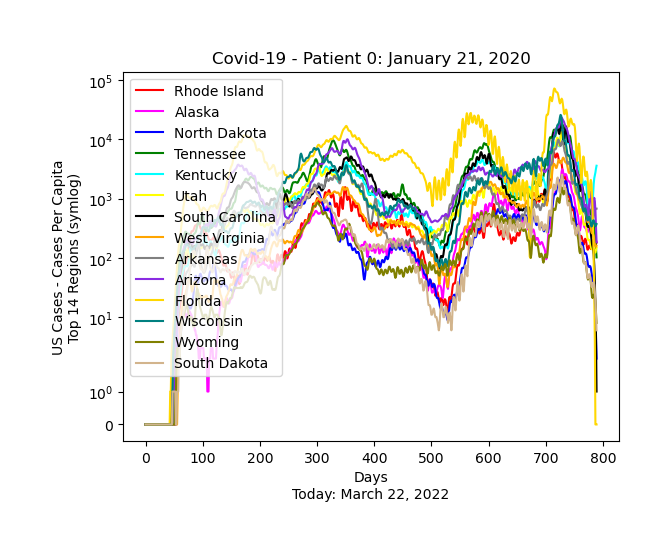 Covid-19 - Patient 0: January 21, 2020
US Cases - Cases Per Capita
Top 14 Regions (symlog)
10^5
10^4
10^3
10^2
10^1
10^0
0
Rhode Island
Alaska
North Dakota
Tennessee
Kentucky
Utah
South Carolina
West Virginia
Arkansas
Arizona
Florida
Wisconsin
Wyoming
South Dakota
0 100 200 300 400 500 600 700 800
Days
Today: March 22, 2022